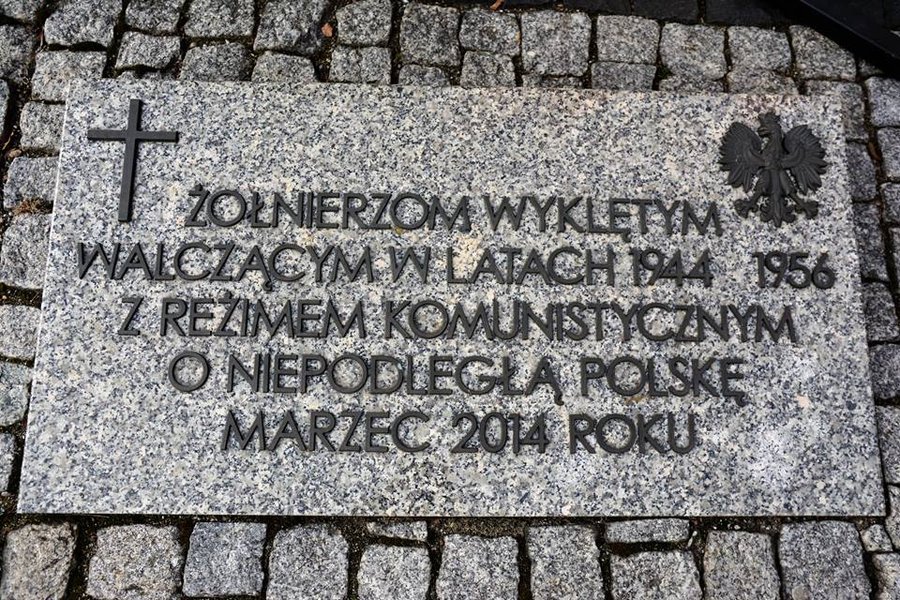 ŻOŁNIERZOM WYKLĘTYM
WALCZĄCYM W LATACH 1944 1956
Z REŻIMEM KOMUNISTYCZNYM
O NIEPODLEGŁĄ POLSKĘ
MARZEC 2014 ROKU